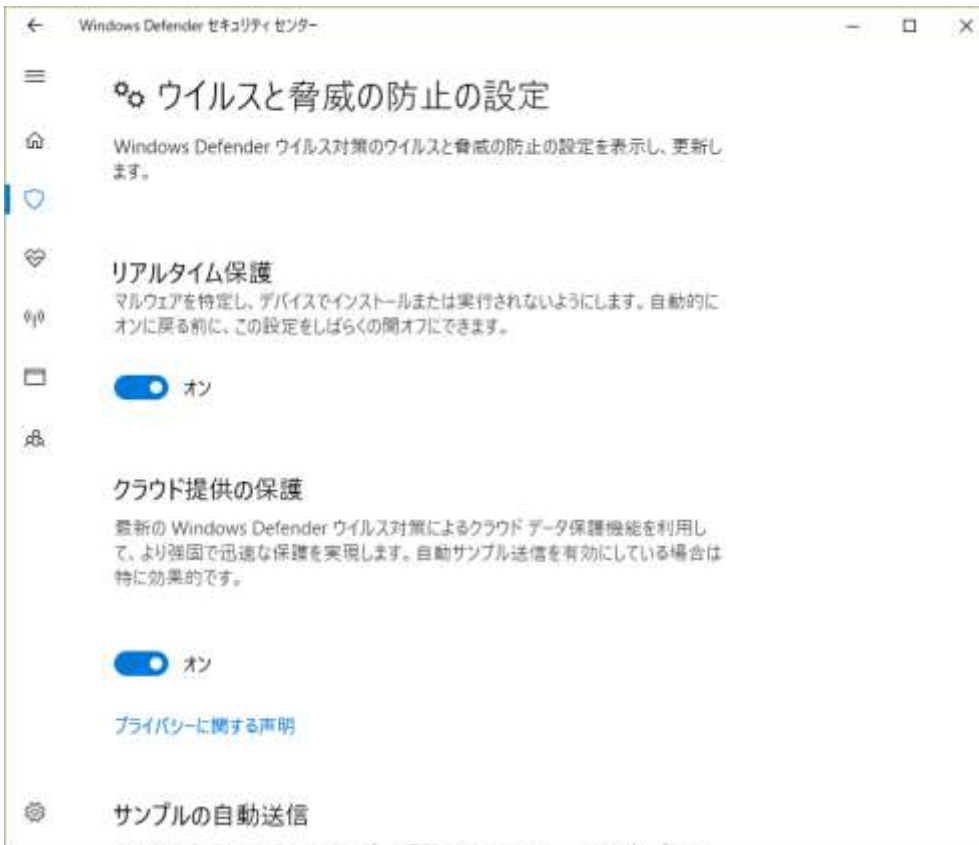 Windows Defender セキュリティ センター
ウイルスと脅威の防止の設定
Windows Defender ウイルス対策のウイルスと脅威の防止の設定を表示し、更新し
ます。
リアルタイム保護
マルウェアを特定し、デバイスでインストールまたは実行されないようにします。自動的に
オンに戻る前に、この設定をしばらくの間オフにできます。
オン
クラウド提供の保護
最新の Windows Defender ウイルス対策によるクラウド データ保護機能を利用し
て、より強固で迅速な保護を実現します。自動サンプル送信を有効にしている場合は
特に効果的です。
オン
プライバシーに関する声明
サンプルの自動送信